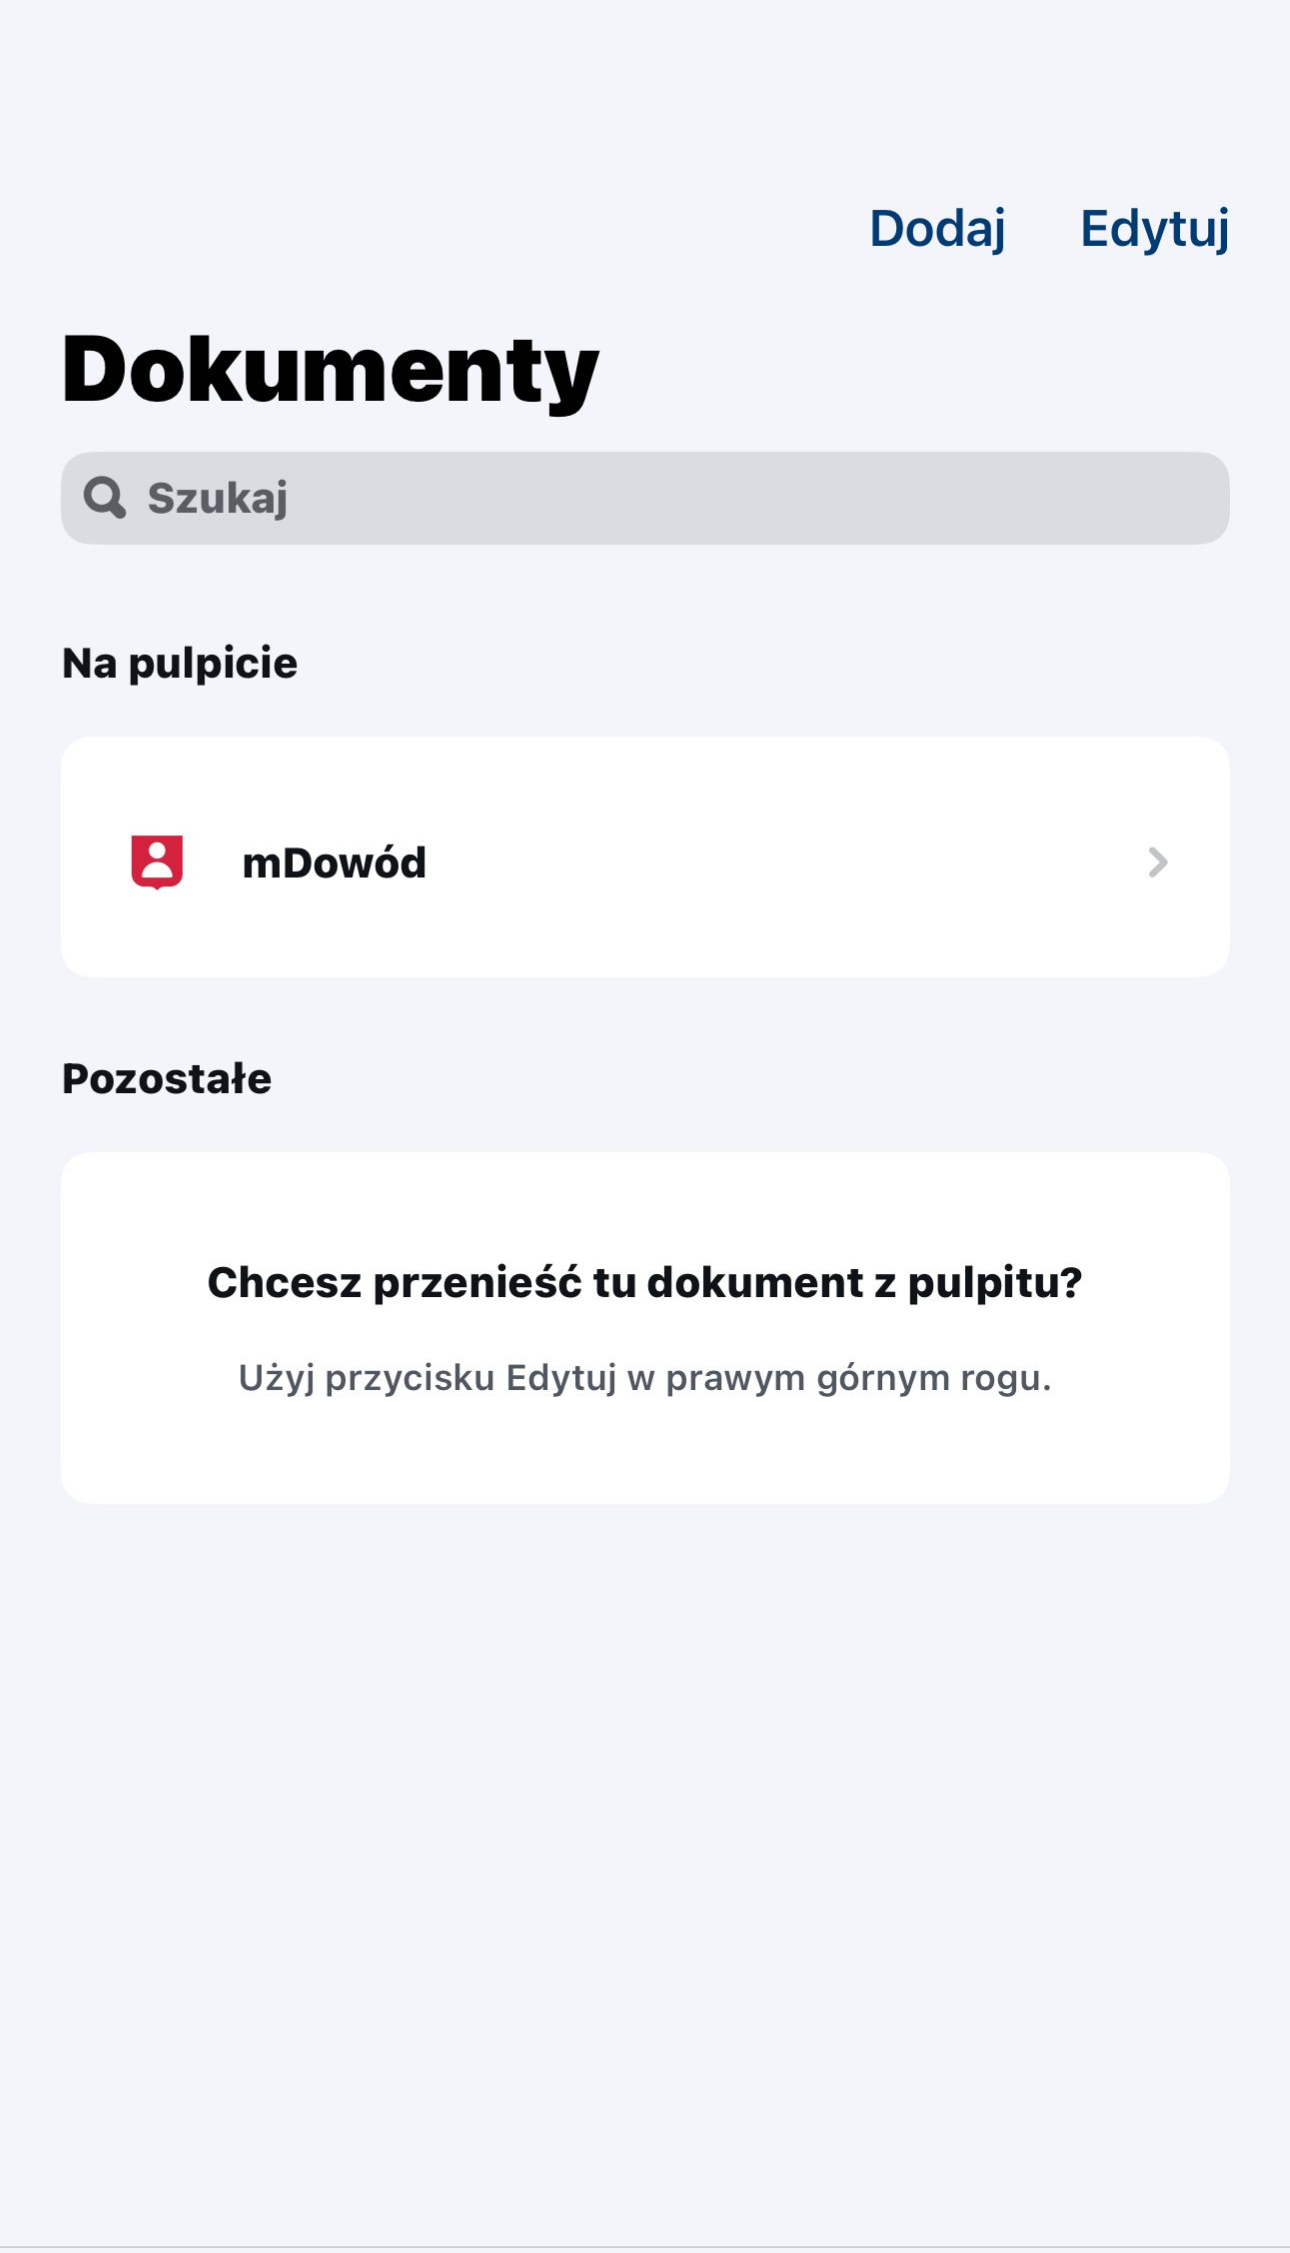 Dodaj Edytuj
Dokumenty
Szukaj
Na pulpicie
mDowód
Pozostałe
Chcesz przenieść tu dokument z pulpitu?
Użyj przycisku Edytuj w prawym górnym rogu.